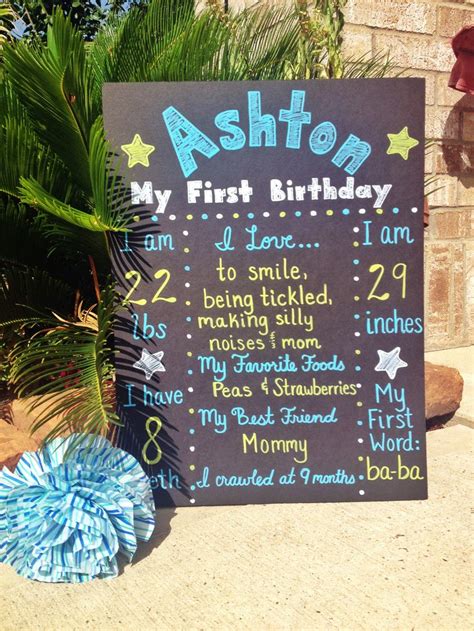 Ashton
My First Birthday
I am
22
lbs
I have
8
eth
I Love...
to smile,
being tickled,
making silly
noises & mom
My Favorite Foods
Peas & Strawberries
My Best Friend
Mommy
I crawled at 9 months
I am
29
inches
My
First
Word:
ba-ba